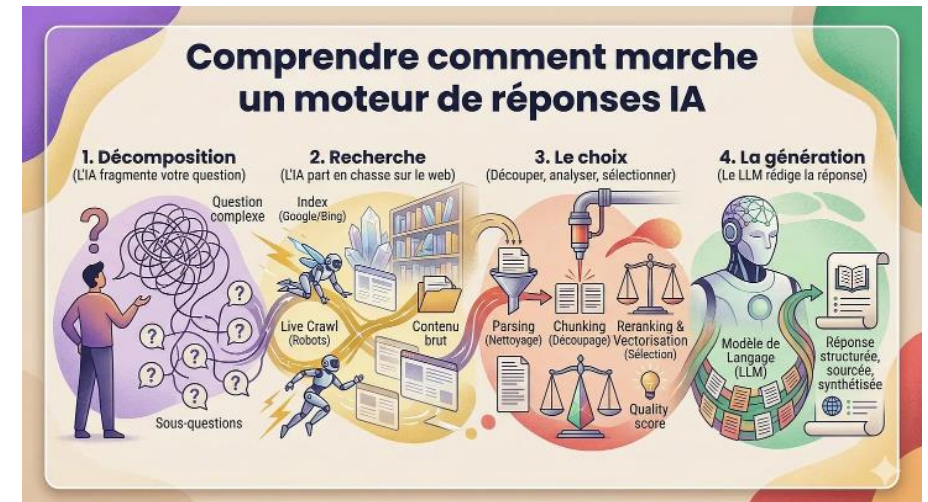 Comprendre comment marche
un moteur de réponses IA
1. Décomposition
(L'IA fragmente votre question)
Question
complexe
?
?
?
?
?
?
?
?
Sous-questions
2. Recherche
(L'IA part en chasse sur le web)
Index
(Google/Bing)
Live Crawl
(Robots)
Contenu
brut
3. Le choix
(Découper, analyser, sélectionner)
Parsing
(Nettoyage)
Chunking
(Découpage)
Reranking &
Vectorisation
(Sélection)
Quality
score
4. La génération
(Le LLM rédige la réponse)
Modèle de
Langage
(LLM)
Réponse
structurée,
sourcée,
synthétisée